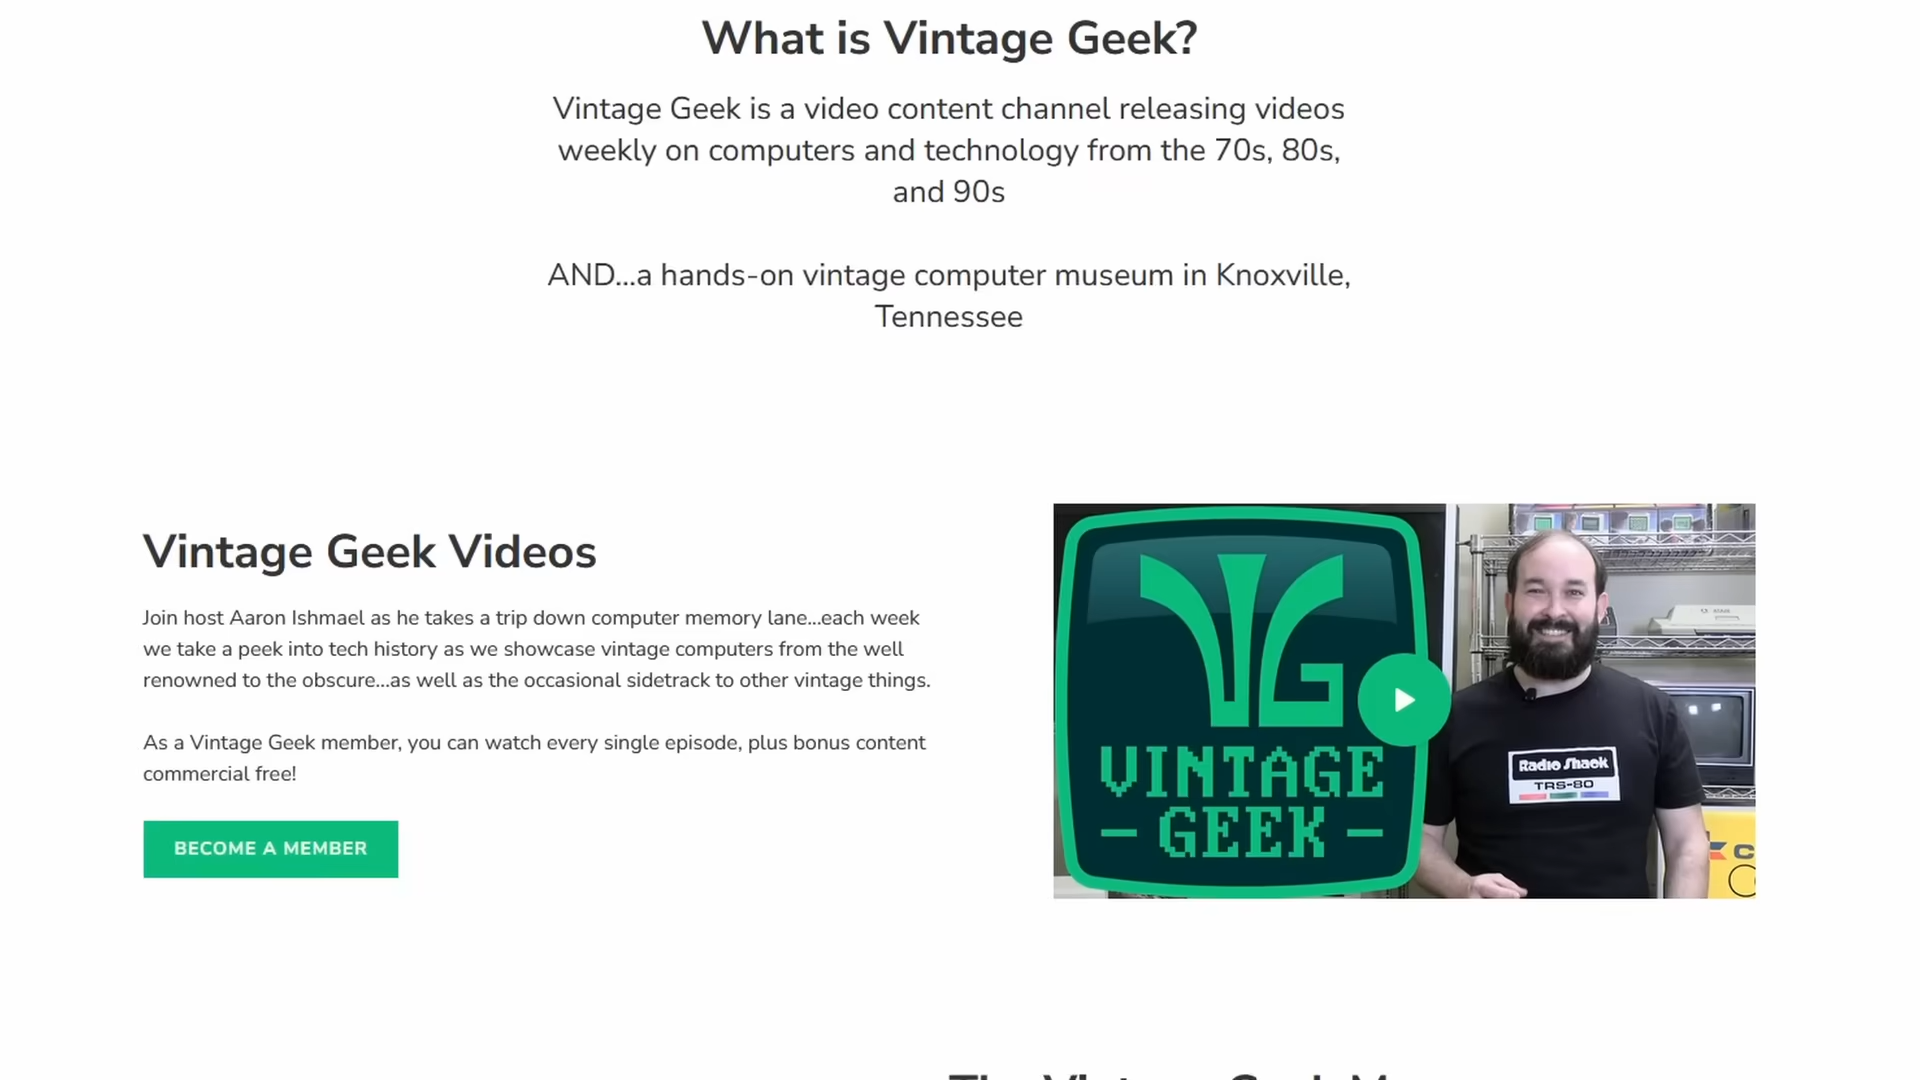 What is Vintage Geek?
Vintage Geek is a video content channel releasing videos
weekly on computers and technology from the 70s, 80s,
and 90s
AND...a hands-on vintage computer museum in Knoxville,
Tennessee
Vintage Geek Videos
Join host Aaron Ishmael as he takes a trip down computer memory lane...each week
we take a peek into tech history as we showcase vintage computers from the well
renowned to the obscure...as well as the occasional sidetrack to other vintage things.
As a Vintage Geek member, you can watch every single episode, plus bonus content
commercial free!
BECOME A MEMBER
VG
VINTAGE
- GEEK -
Radio Shack
TRS-80